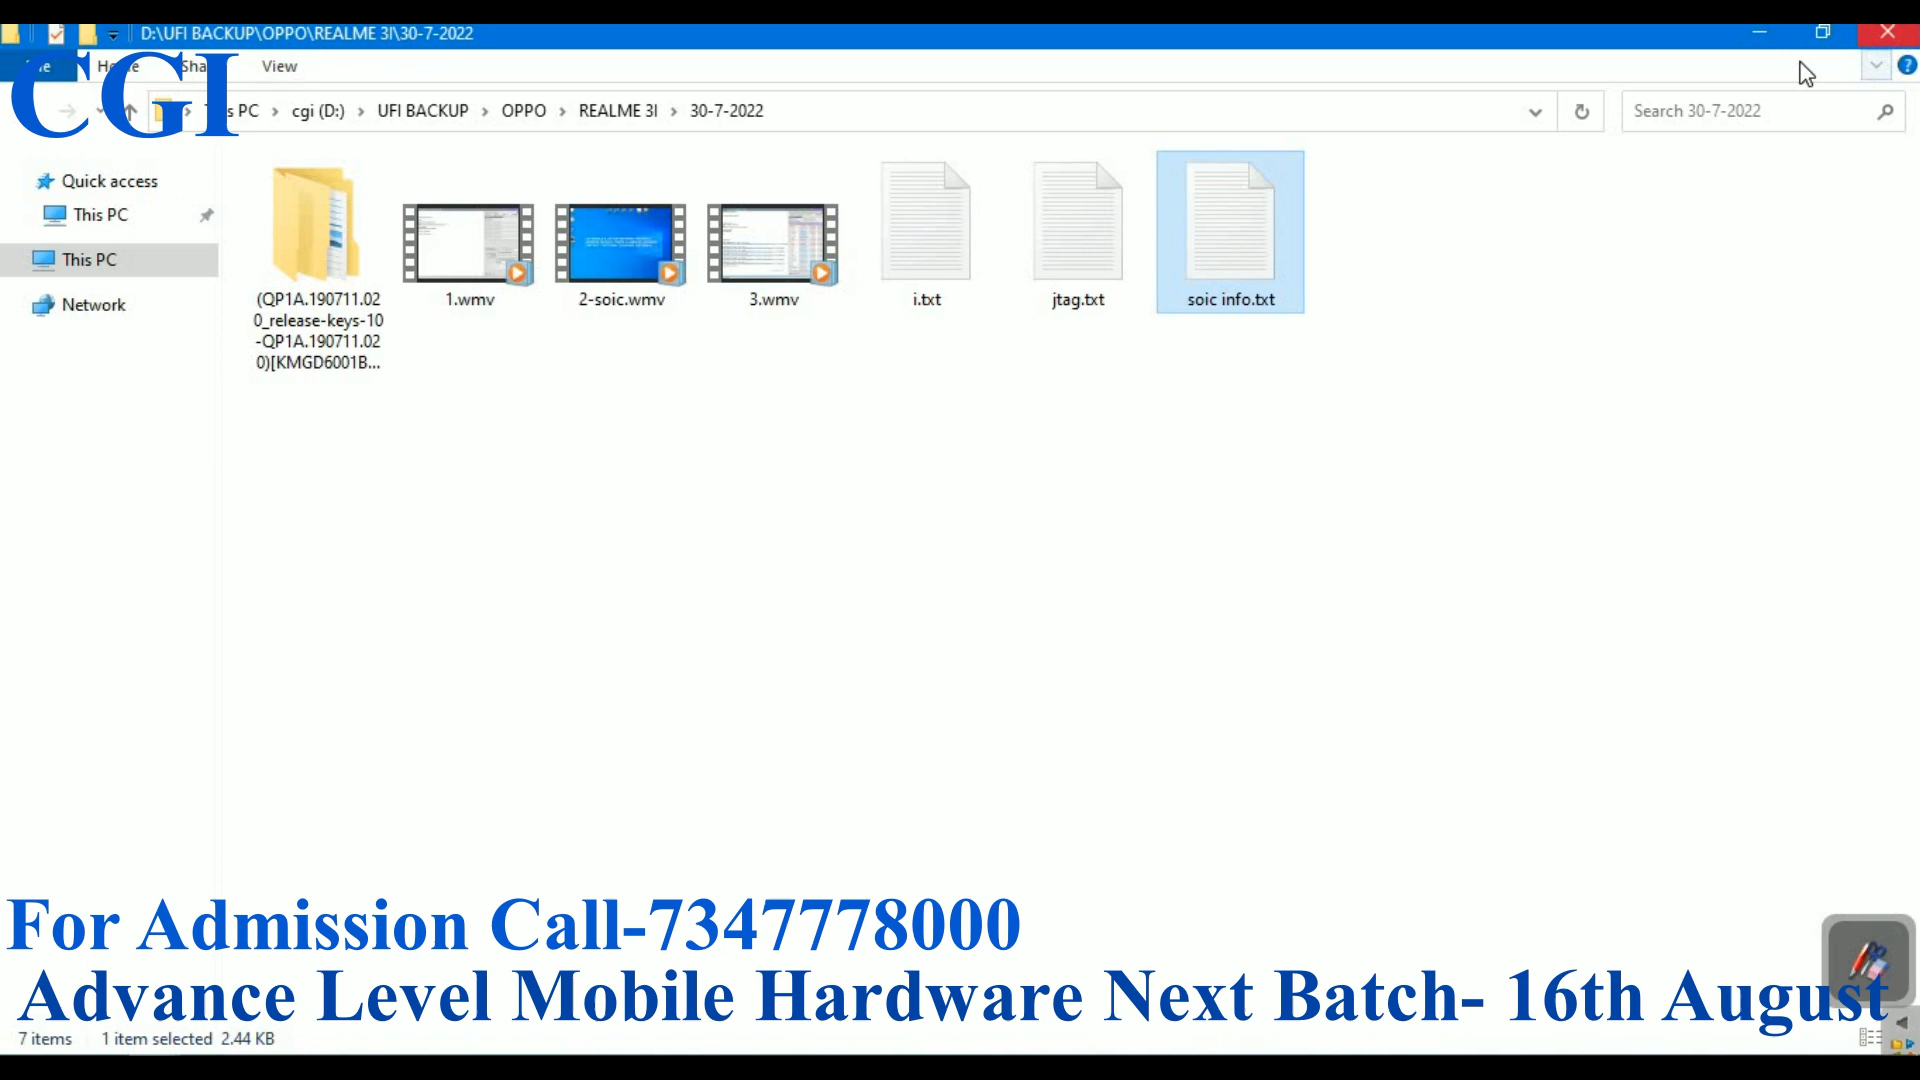 D:\UFI BACKUP\OPPO\REALME 3I\30-7-2022
View
CGI
PC > cgi (D:) > UFI BACKUP > OPPO > REALME 3I > 30-7-2022
Search 30-7-2022
Quick access
This PC
This PC
Network
(QP1A.190711.02
0_release-keys-10
-QP1A.190711.02
0)[KMGD6001B...
1.wmv
2-soic.wmv
3.wmv
i.txt
jtag.txt
soic info.txt
For Admission Call-7347778000
Advance Level Mobile Hardware Next Batch- 16th August
7 items 1 item selected 2.44 KB